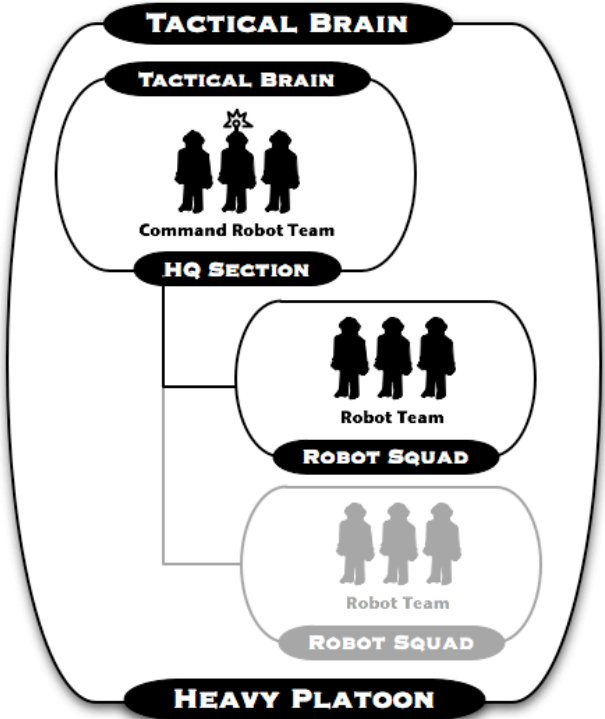 Tactical Brain
Tactical Brain
Command Robot Team
HQ Section
Robot Team
Robot Squad
Robot Team
Robot Squad
Heavy Platoon